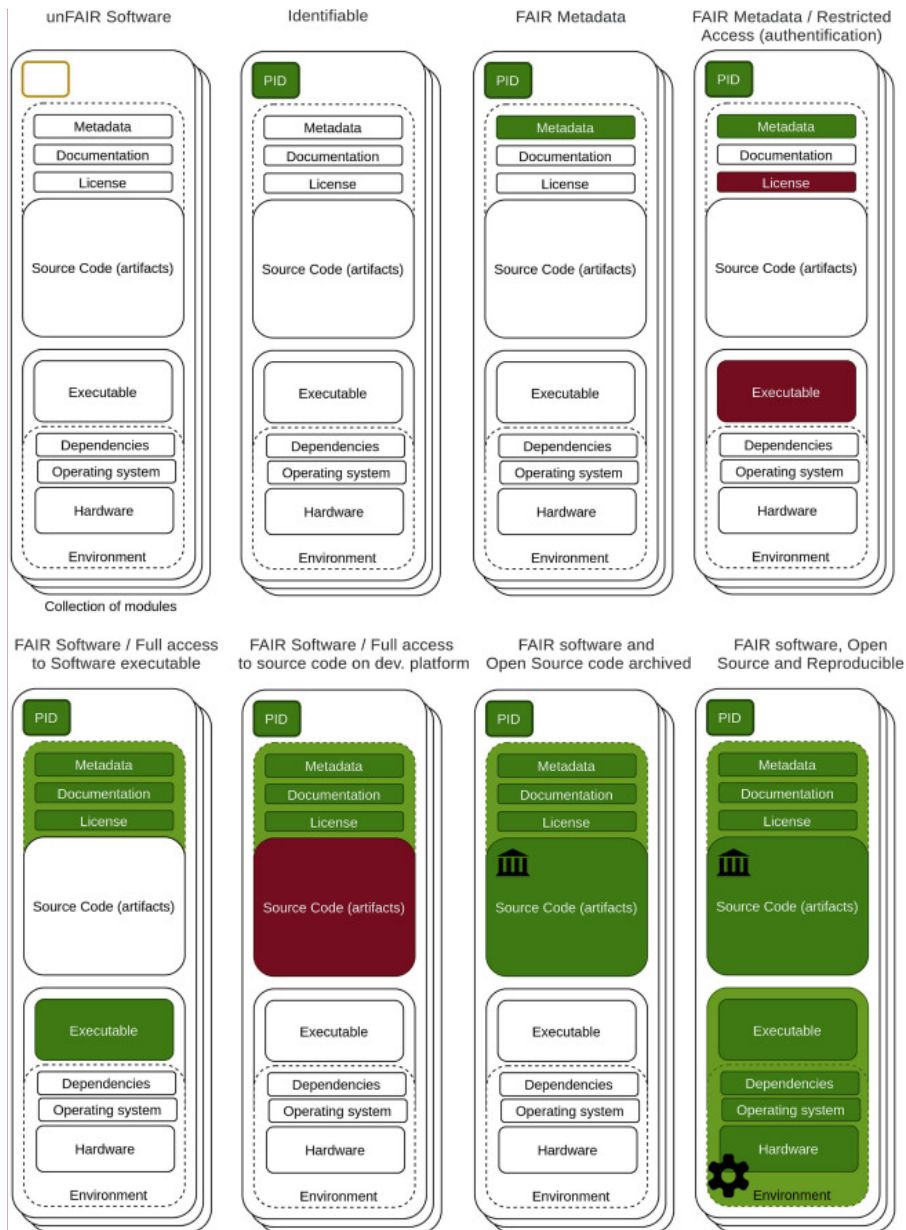 unFAIR Software
Metadata
Documentation
License
Source Code (artifacts)
Executable
Dependencies
Operating system
Hardware
Environment
Collection of modules
Identifiable
PID
Metadata
Documentation
License
Source Code (artifacts)
Executable
Dependencies
Operating system
Hardware
Environment
FAIR Metadata
PID
Metadata
Documentation
License
Source Code (artifacts)
Executable
Dependencies
Operating system
Hardware
Environment
FAIR Metadata / Restricted
Access (authentification)
PID
Metadata
Documentation
License
Source Code (artifacts)
Executable
Dependencies
Operating system
Hardware
Environment
FAIR Software / Full access
to Software executable
PID
Metadata
Documentation
License
Source Code (artifacts)
Executable
Dependencies
Operating system
Hardware
Environment
FAIR Software / Full access
to source code on dev. platform
PID
Metadata
Documentation
License
Source Code (artifacts)
Executable
Dependencies
Operating system
Hardware
Environment
FAIR software and
Open Source code archived
PID
Metadata
Documentation
License
Source Code (artifacts)
Executable
Dependencies
Operating system
Hardware
Environment
FAIR software, Open
Source and Reproducible
PID
Metadata
Documentation
License
Source Code (artifacts)
Executable
Dependencies
Operating system
Hardware
Environment